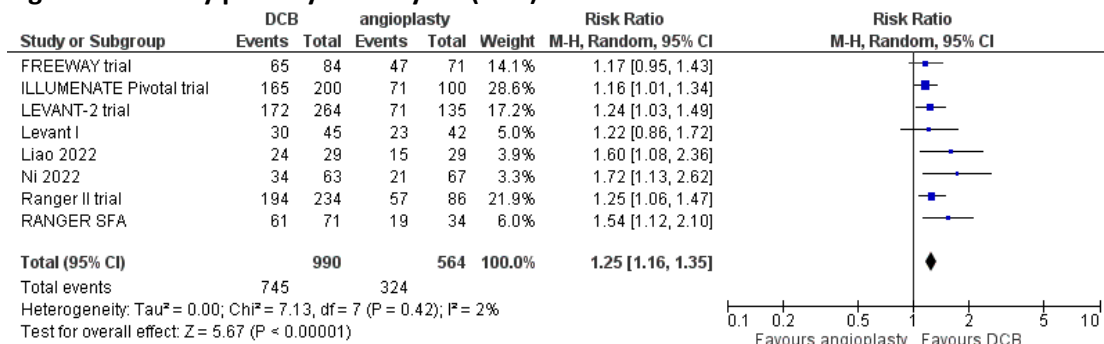 DCB angioplasty Risk Ratio Risk Ratio
Study or Subgroup Events Total Events Total Weight M-H, Random, 95% CI M-H, Random, 95% CI
FREEWAY trial 65 84 47 71 14.1% 1.17 [0.95, 1.43]
ILLUMENATE Pivotal trial 165 200 71 100 28.6% 1.16 [1.01, 1.34]
LEVANT-2 trial 172 264 71 135 17.2% 1.24 [1.03, 1.49]
Levant I 30 45 23 42 5.0% 1.22 [0.86, 1.72]
Liao 2022 24 29 15 29 3.9% 1.60 [1.08, 2.36]
Ni 2022 34 63 21 67 3.3% 1.72 [1.13, 2.62]
Ranger II trial 194 234 57 86 21.9% 1.25 [1.06, 1.47]
RANGER SFA 61 71 19 34 6.0% 1.54 [1.12, 2.10]
Total (95% CI) 990 564 100.0% 1.25 [1.16, 1.35]
Total events 745 324
Heterogeneity: Tau² = 0.00; Chi² = 7.13, df = 7 (P = 0.42); I² = 2%
Test for overall effect: Z = 5.67 (P < 0.00001)
0.1 0.2 0.5 1 2 5 10
Favours angioplasty Favours DCB